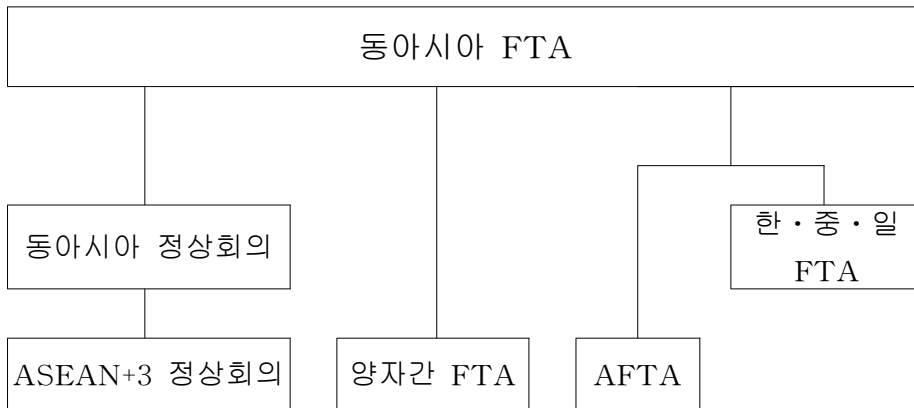 동아시아 FTA
동아시아 정상회의
한・중・일
FTA
ASEAN+3 정상회의
양자간 FTA
AFTA